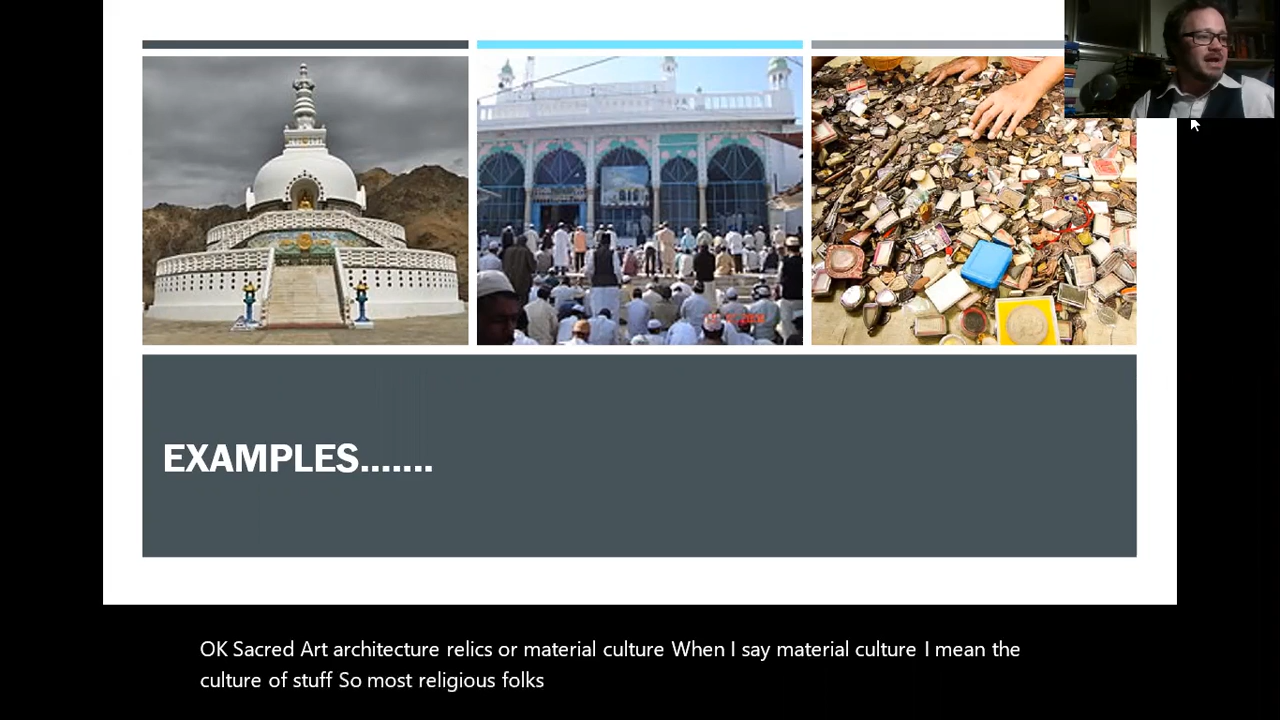 EXAMPLES.......
OK Sacred Art architecture relics or material culture When I say material culture I mean the
culture of stuff So most religious folks